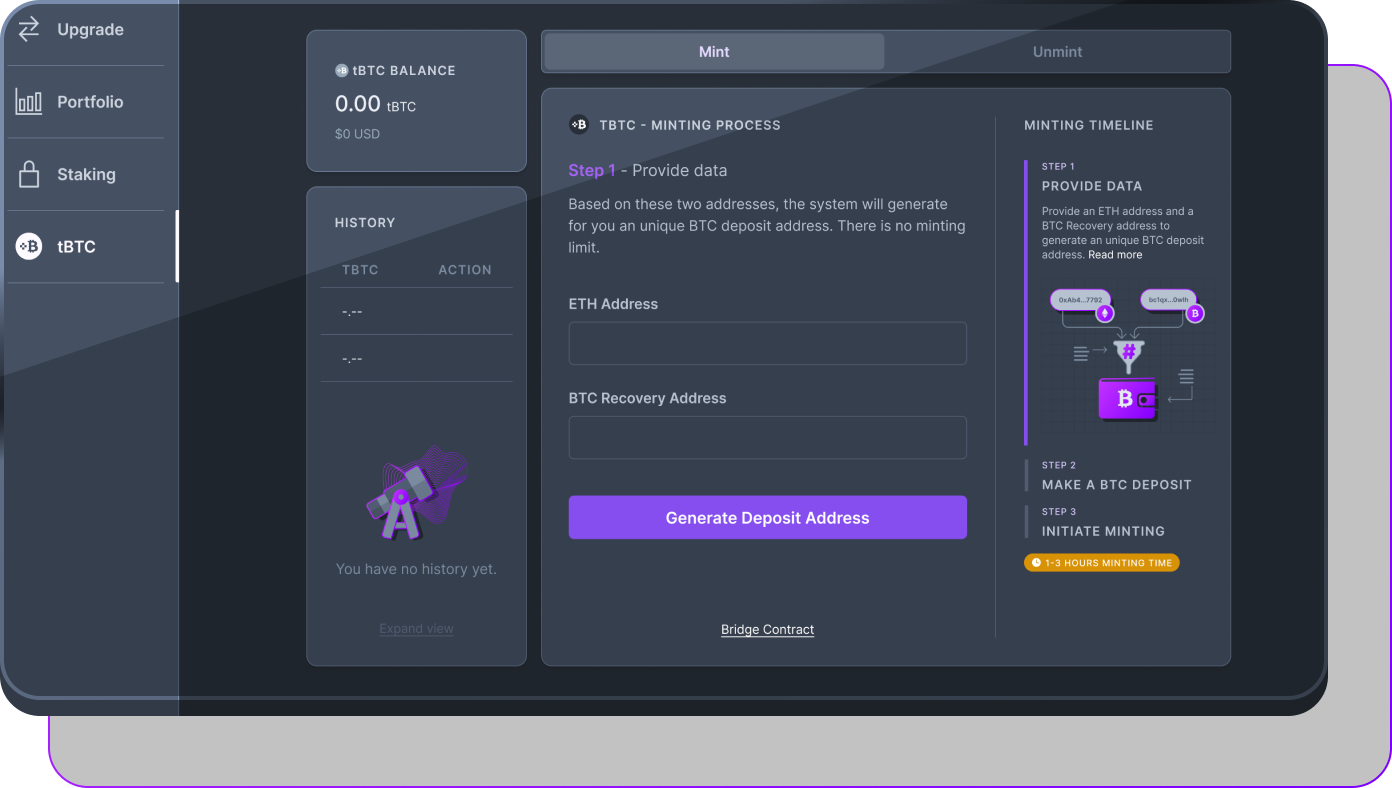 Upgrade
Portfolio
Staking
tBTC
tBTC BALANCE
0.00 tBTC
$0 USD
HISTORY
TBTC ACTION
-.--
-.--
You have no history yet.
Expand view
Mint Unmint
TBTC - MINTING PROCESS
Step 1 - Provide data
Based on these two addresses, the system will generate
for you an unique BTC deposit address. There is no minting
limit.
ETH Address
BTC Recovery Address
Generate Deposit Address
Bridge Contract
MINTING TIMELINE
STEP 1
PROVIDE DATA
Provide an ETH address and a
BTC Recovery address to
generate an unique BTC deposit
address. Read more
0xAb4...7792 bc1qx...0wlh
#
STEP 2
MAKE A BTC DEPOSIT
STEP 3
INITIATE MINTING
1-3 HOURS MINTING TIME